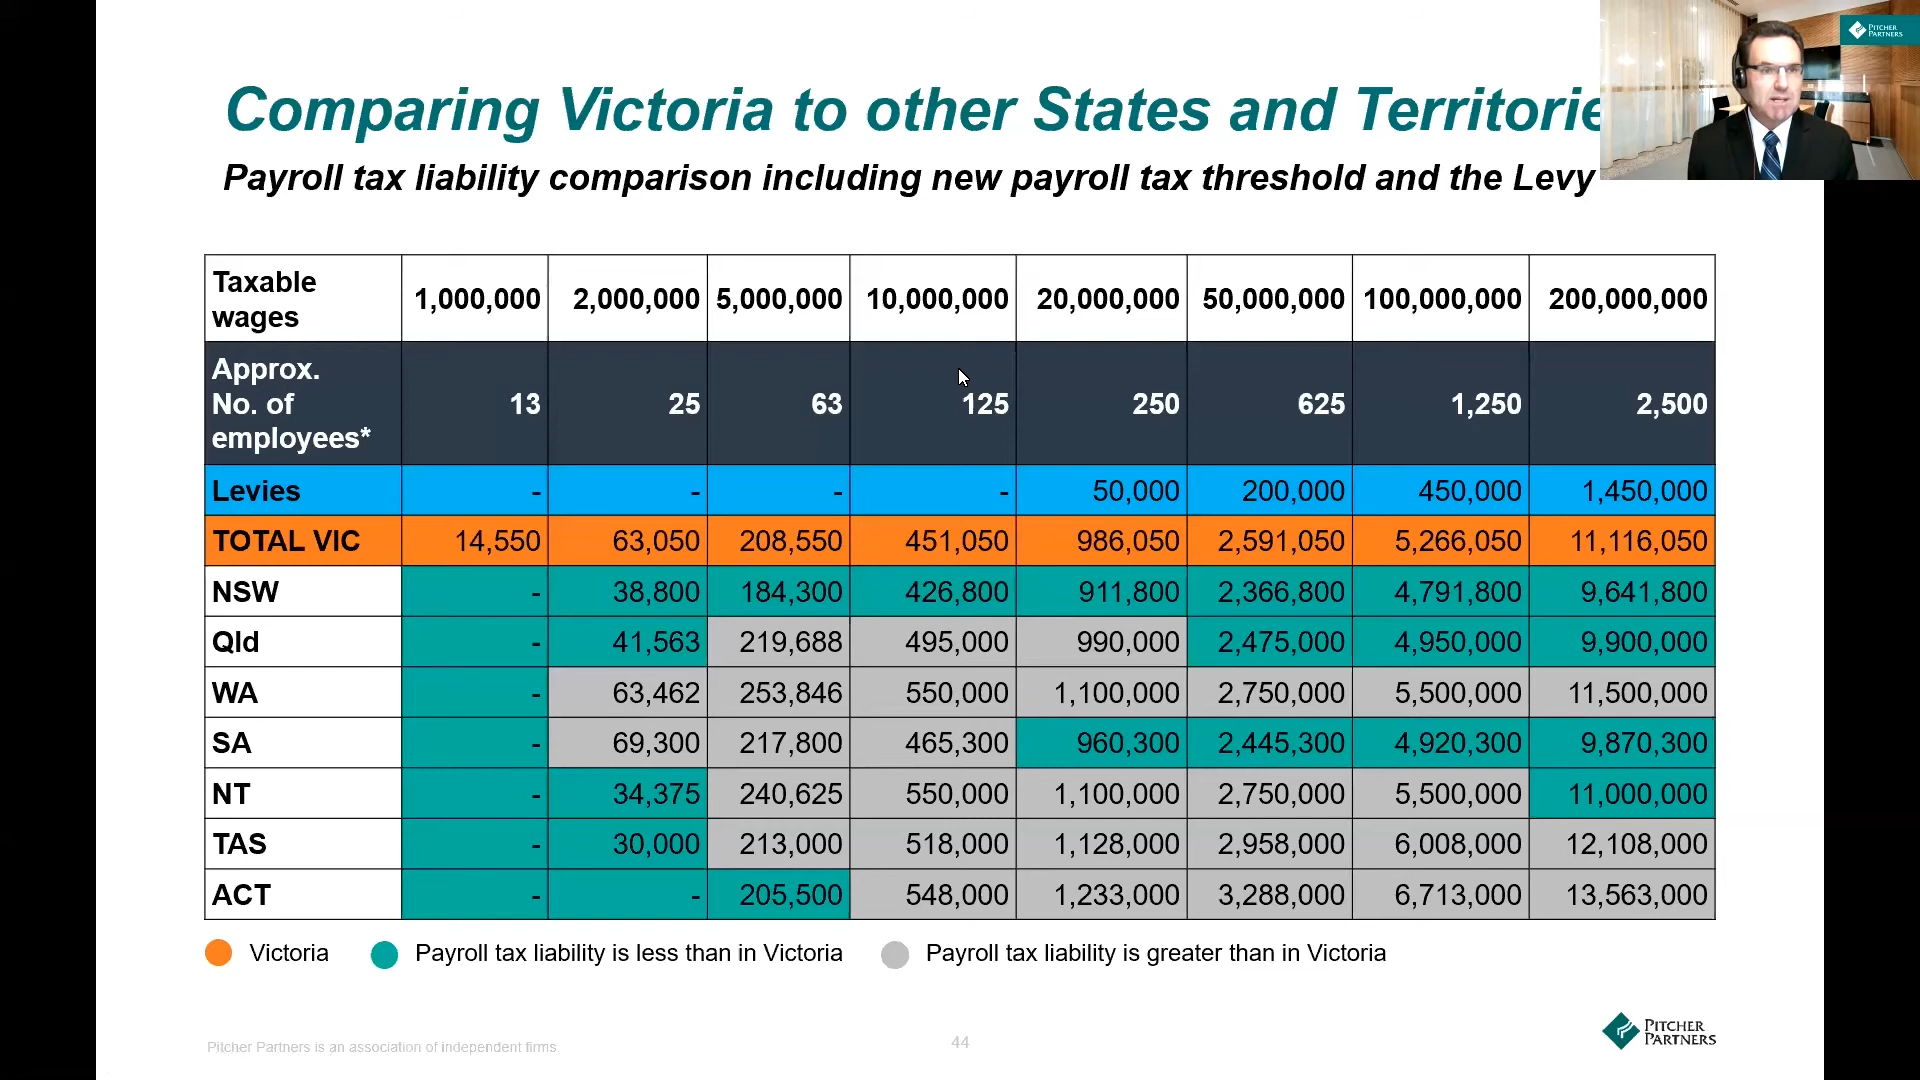 PITCHER
PARTNERS
Comparing Victoria to other States and Territorie
Payroll tax liability comparison including new payroll tax threshold and the Levy
Taxable
wages
1,000,000 2,000,000 5,000,000 10,000,000 20,000,000 50,000,000 100,000,000 200,000,000
Approx.
No. of
employees*
13 25 63 125 250 625 1,250 2,500
Levies - - - - 50,000 200,000 450,000 1,450,000
TOTAL VIC 14,550 63,050 208,550 451,050 986,050 2,591,050 5,266,050 11,116,050
NSW - 38,800 184,300 426,800 911,800 2,366,800 4,791,800 9,641,800
Qld - 41,563 219,688 495,000 990,000 2,475,000 4,950,000 9,900,000
WA - 63,462 253,846 550,000 1,100,000 2,750,000 5,500,000 11,500,000
SA - 69,300 217,800 465,300 960,300 2,445,300 4,920,300 9,870,300
NT - 34,375 240,625 550,000 1,100,000 2,750,000 5,500,000 11,000,000
TAS - 30,000 213,000 518,000 1,128,000 2,958,000 6,008,000 12,108,000
ACT - - 205,500 548,000 1,233,000 3,288,000 6,713,000 13,563,000
Victoria Payroll tax liability is less than in Victoria Payroll tax liability is greater than in Victoria
Pitcher Partners is an association of independent firms
44
PITCHER
PARTNERS